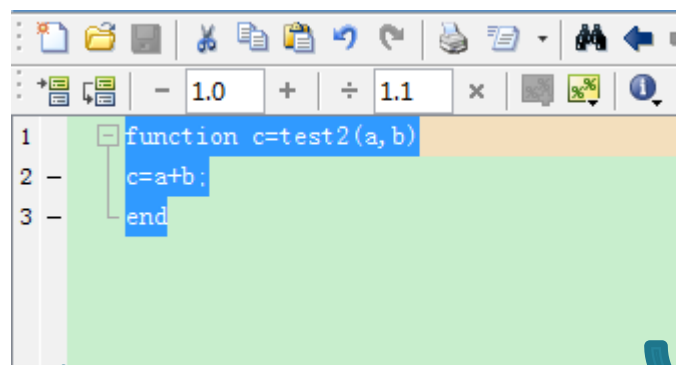 − 1.0 + ÷ 1.1 ×
1 function c=test2(a,b)
2 − c=a+b;
3 − end